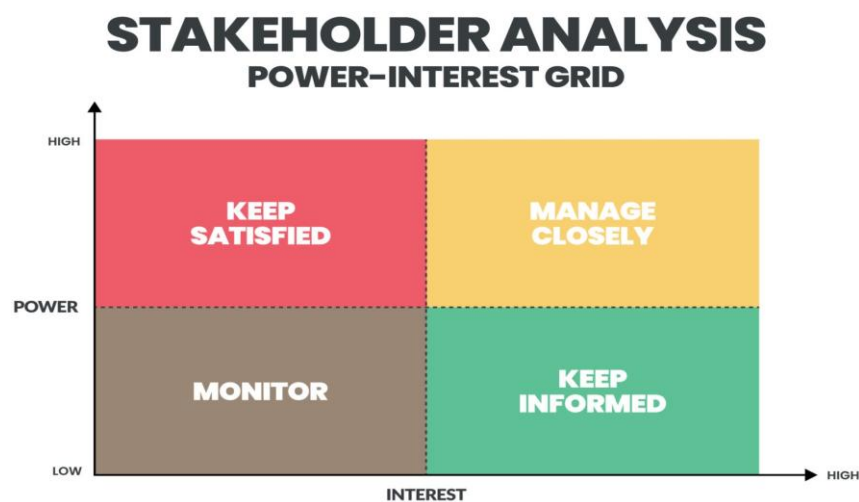 STAKEHOLDER ANALYSIS
POWER-INTEREST GRID
HIGH
KEEP
SATISFIED
MANAGE
CLOSELY
POWER
MONITOR
KEEP
INFORMED
LOW
HIGH
INTEREST